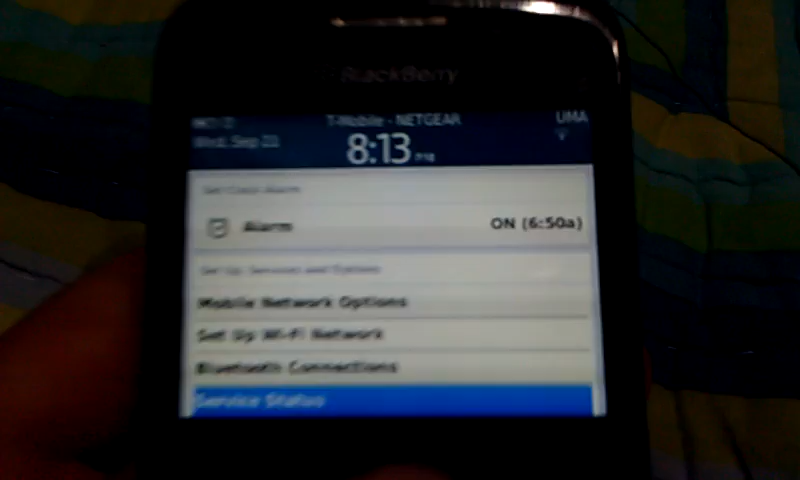 BlackBerry
T-Mobile - NETGEAR
UMA
Wed, Sep
8:13
Set Clock Alarm
Alarm ON (6:50a)
Set Up Services and Options
Mobile Network Options
Set Up Wi-Fi Network
Bluetooth Connections
Service Status